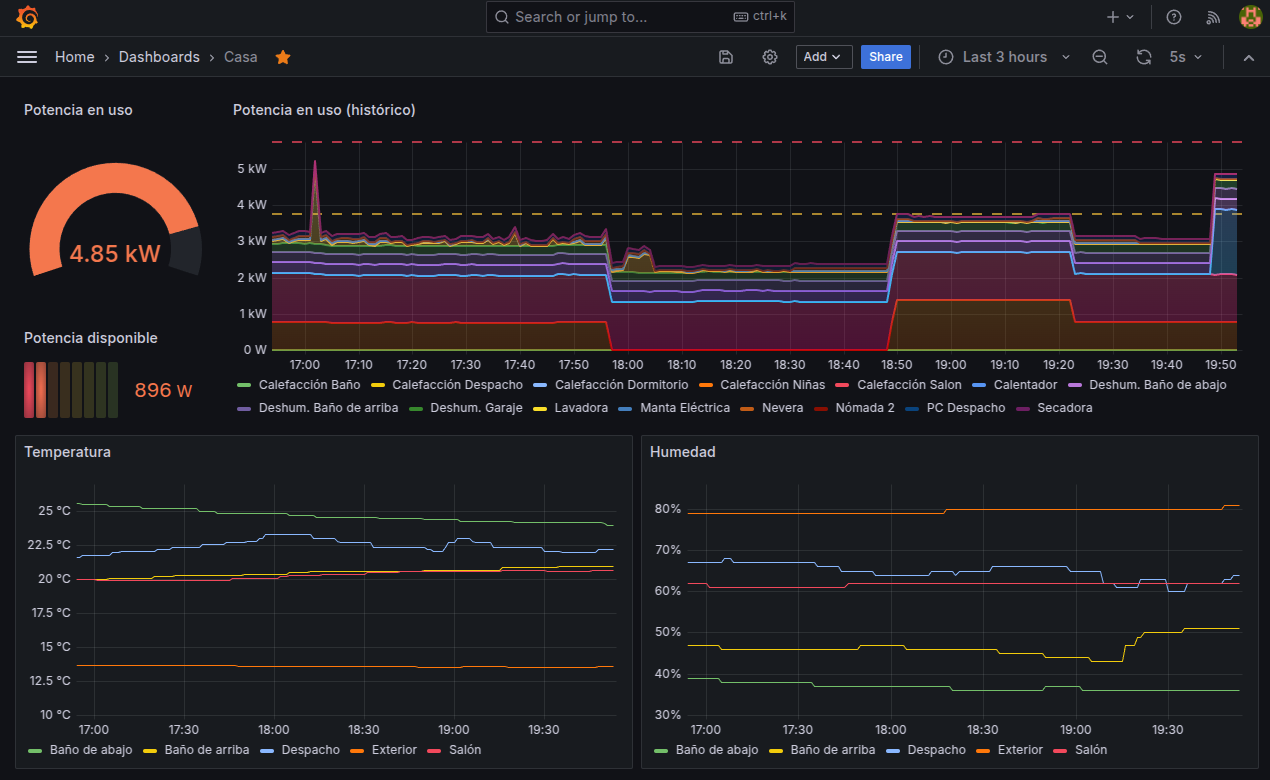 Search or jump to... ctrl+k
Home › Dashboards › Casa Add Share Last 3 hours 5s
Potencia en uso
4.85 kW
Potencia disponible
896 W
Potencia en uso (histórico)
5 kW
4 kW
3 kW
2 kW
1 kW
0 W
17:00 17:10 17:20 17:30 17:40 17:50 18:00 18:10 18:20 18:30 18:40 18:50 19:00 19:10 19:20 19:30 19:40 19:50
Calefacción Baño Calefacción Despacho Calefacción Dormitorio Calefacción Niñas Calefacción Salon Calentador Deshum. Baño de abajo
Deshum. Baño de arriba Deshum. Garaje Lavadora Manta Eléctrica Nevera Nómada 2 PC Despacho Secadora
Temperatura
25 °C
22.5 °C
20 °C
17.5 °C
15 °C
12.5 °C
10 °C
17:00 17:30 18:00 18:30 19:00 19:30
Baño de abajo Baño de arriba Despacho Exterior Salón
Humedad
80%
70%
60%
50%
40%
30%
17:00 17:30 18:00 18:30 19:00 19:30
Baño de abajo Baño de arriba Despacho Exterior Salón